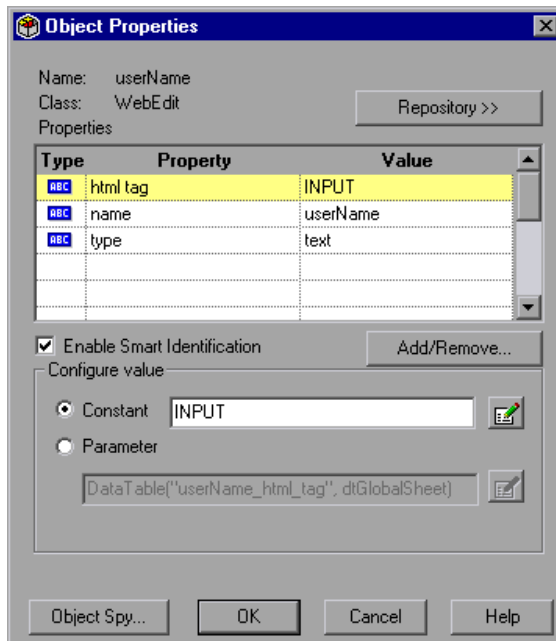 Object Properties
Name: userName
Class: WebEdit
Repository >>
Properties
Type Property Value
ABC html tag INPUT
ABC name userName
ABC type text
Enable Smart Identification
Add/Remove...
Configure value
Constant INPUT
Parameter
DataTable("userName_html_tag", dtGlobalSheet)
Object Spy... OK Cancel Help